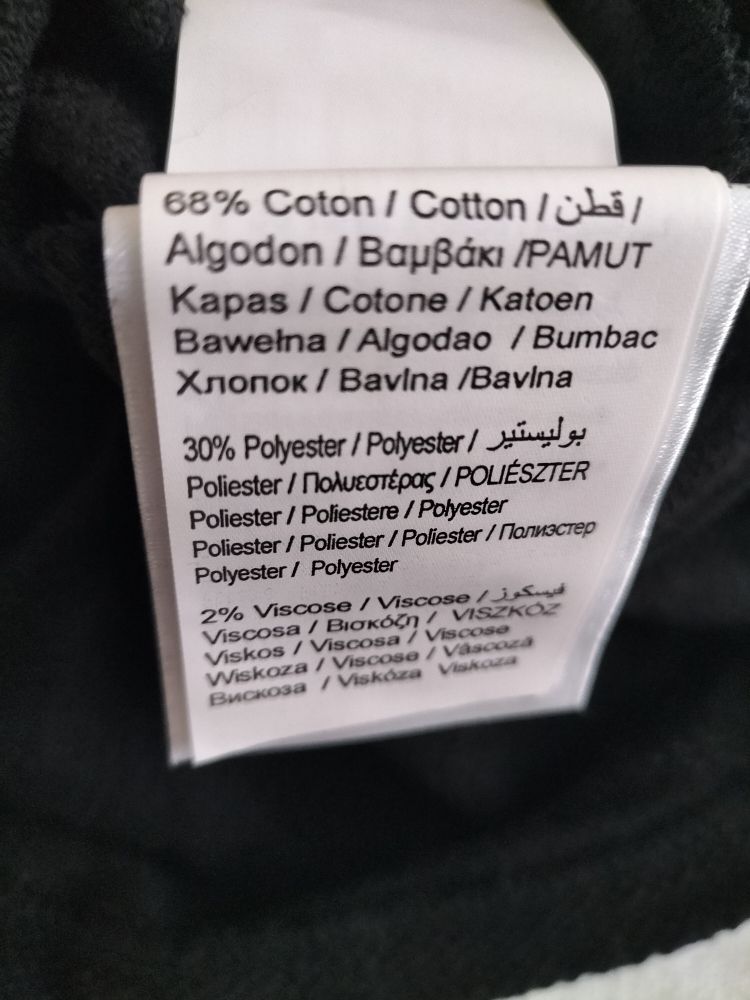 68% Coton / Cotton / قطن /
Algodon / Βαμβάκι /PAMUT
Kapas / Cotone / Katoen
Bawełna / Algodao / Bumbac
Хлопок / Bavlna /Bavlna
30% Polyester / Polyester / بوليستير
Poliester / Πολυεστέρας / POLIÉSZTER
Poliester / Poliestere / Polyester
Poliester / Poliester / Poliester / Полиэстер
Polyester / Polyester
2% Viscose / Viscose / فيسكوز
Viscosa / Βισκόζη / VISZKÓZ
Viskos / Viscosa / Viscose
Wiskoza / Viscose / Vâscoză
Вискоза / Viskóza Viskoza